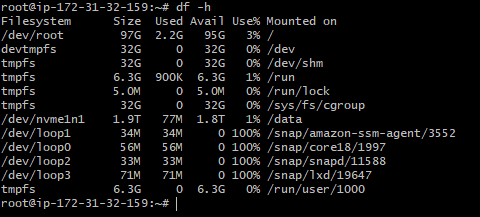 root@ip-172-31-32-159:~# df -h
Filesystem      Size  Used Avail Use% Mounted on
/dev/root        97G  2.2G   95G   3% /
devtmpfs         32G     0   32G   0% /dev
tmpfs            32G     0   32G   0% /dev/shm
tmpfs           6.3G  900K  6.3G   1% /run
tmpfs           5.0M     0  5.0M   0% /run/lock
tmpfs            32G     0   32G   0% /sys/fs/cgroup
/dev/nvme1n1    1.9T   77M  1.8T   1% /data
/dev/loop1       34M   34M     0 100% /snap/amazon-ssm-agent/3552
/dev/loop0       56M   56M     0 100% /snap/core18/1997
/dev/loop2       33M   33M     0 100% /snap/snapd/11588
/dev/loop3       71M   71M     0 100% /snap/lxd/19647
tmpfs           6.3G     0  6.3G   0% /run/user/1000
root@ip-172-31-32-159:~#